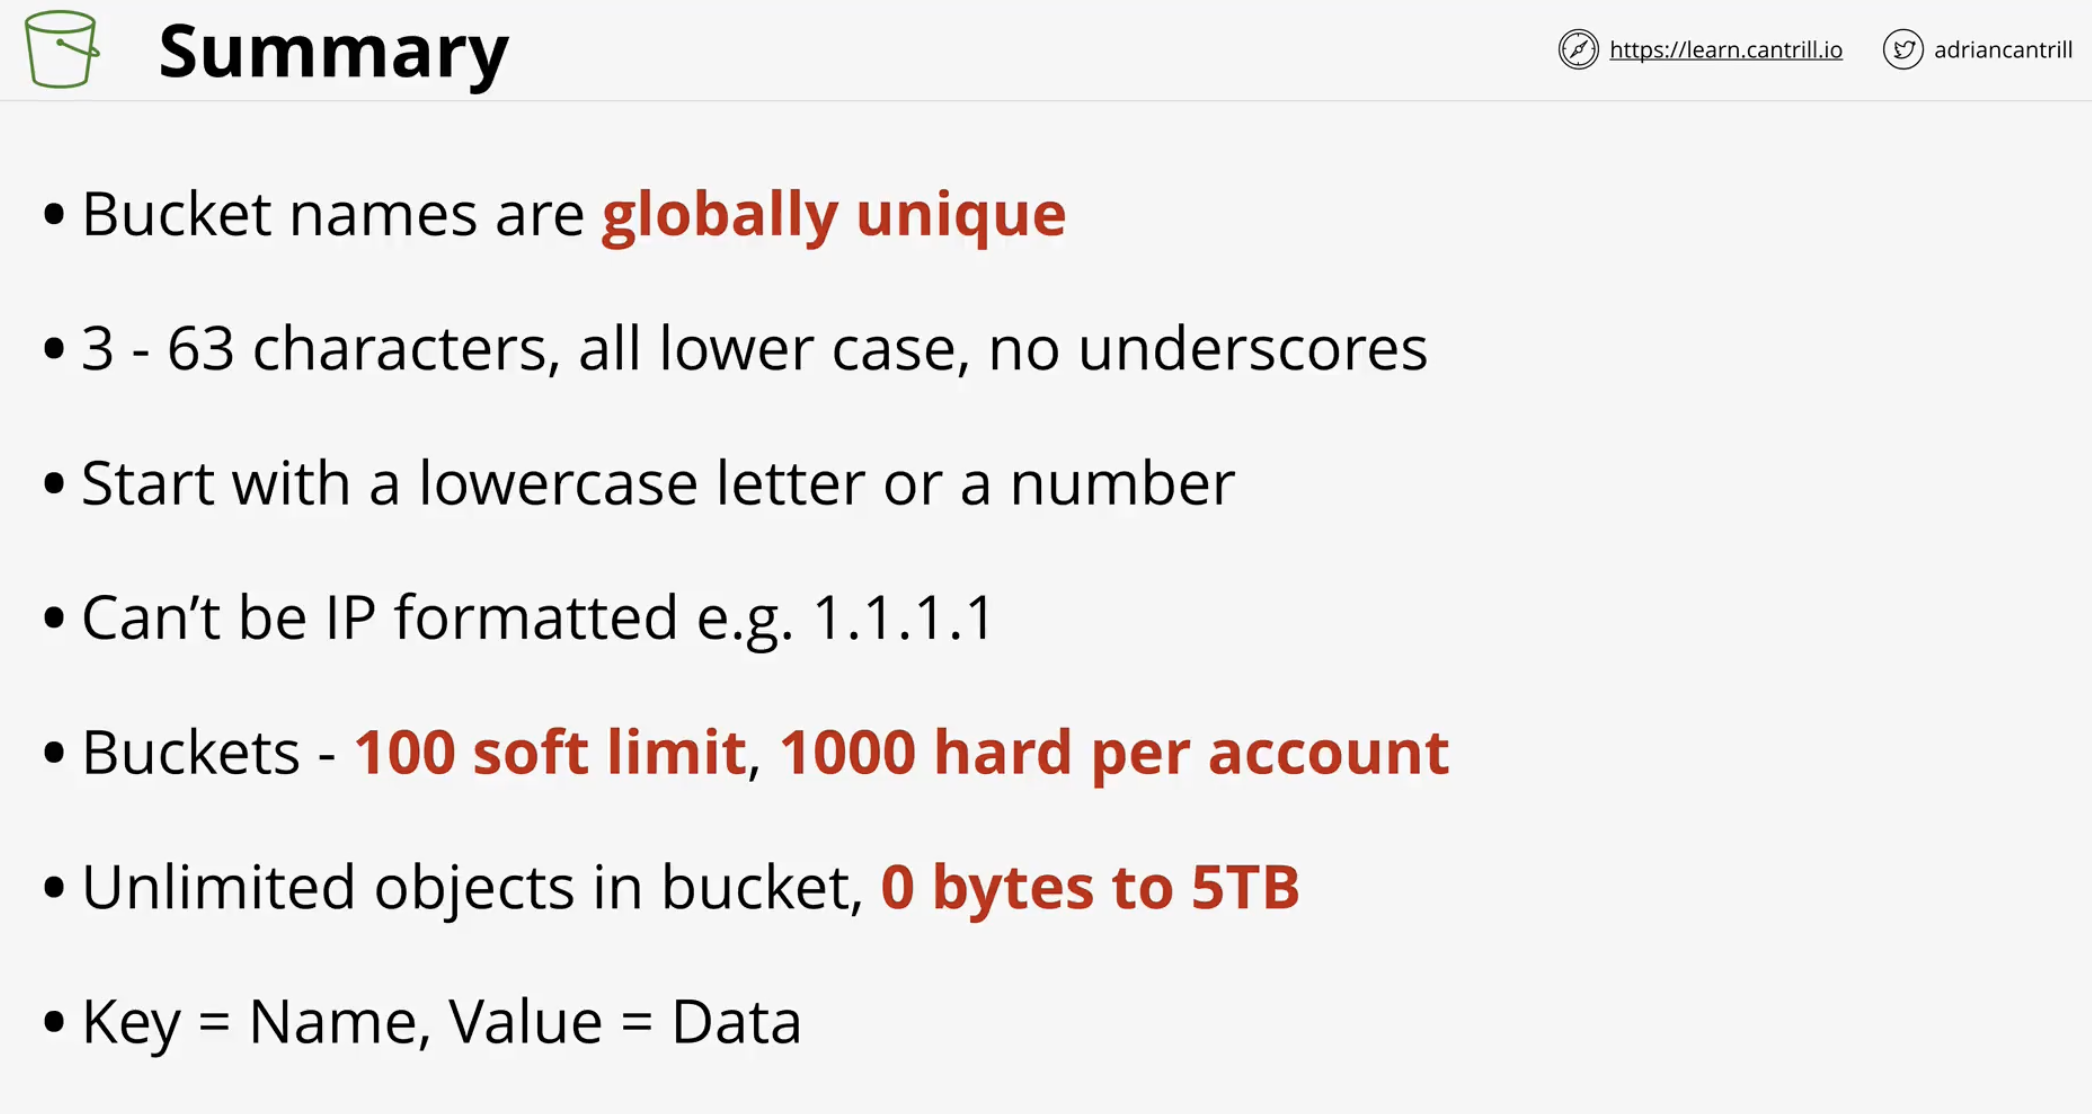 Summary
https://learn.cantrill.io
adriancantrill
• Bucket names are globally unique
• 3 - 63 characters, all lower case, no underscores
• Start with a lowercase letter or a number
• Can’t be IP formatted e.g. 1.1.1.1
• Buckets - 100 soft limit, 1000 hard per account
• Unlimited objects in bucket, 0 bytes to 5TB
• Key = Name, Value = Data